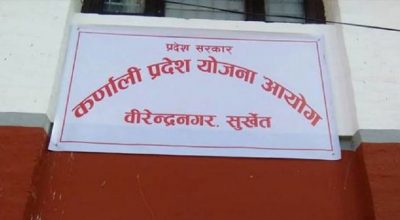 प्रदेश सरकार
कर्णाली प्रदेश योजना आयोग
वीरेन्द्रनगर, सुर्खेत